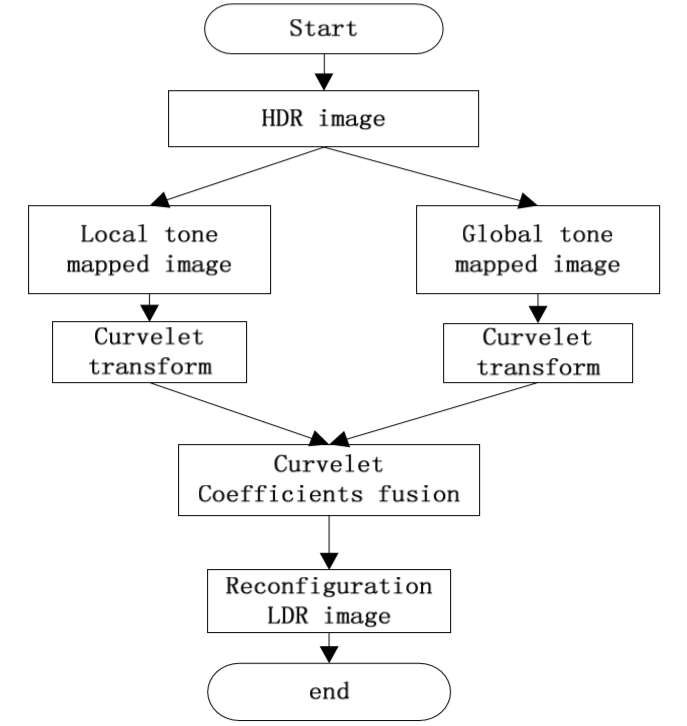 Start
HDR image
Local tone
mapped image
Global tone
mapped image
Curvelet
transform
Curvelet
transform
Curvelet
Coefficients fusion
Reconfiguration
LDR image
end